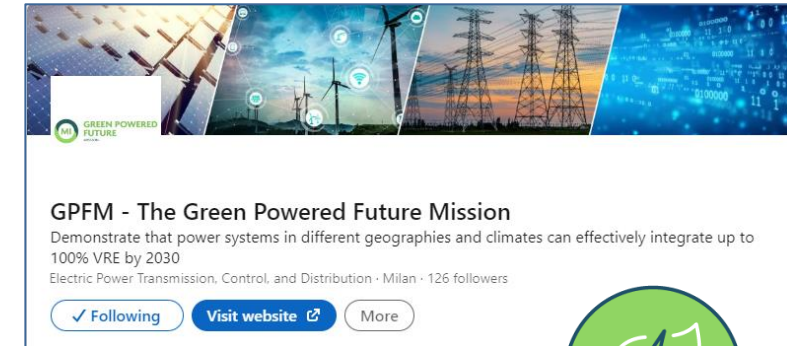 MI GREEN POWERED
FUTURE
GPFM - The Green Powered Future Mission
Demonstrate that power systems in different geographies and climates can effectively integrate up to
100% VRE by 2030
Electric Power Transmission, Control, and Distribution · Milan · 126 followers
✓ Following Visit website More